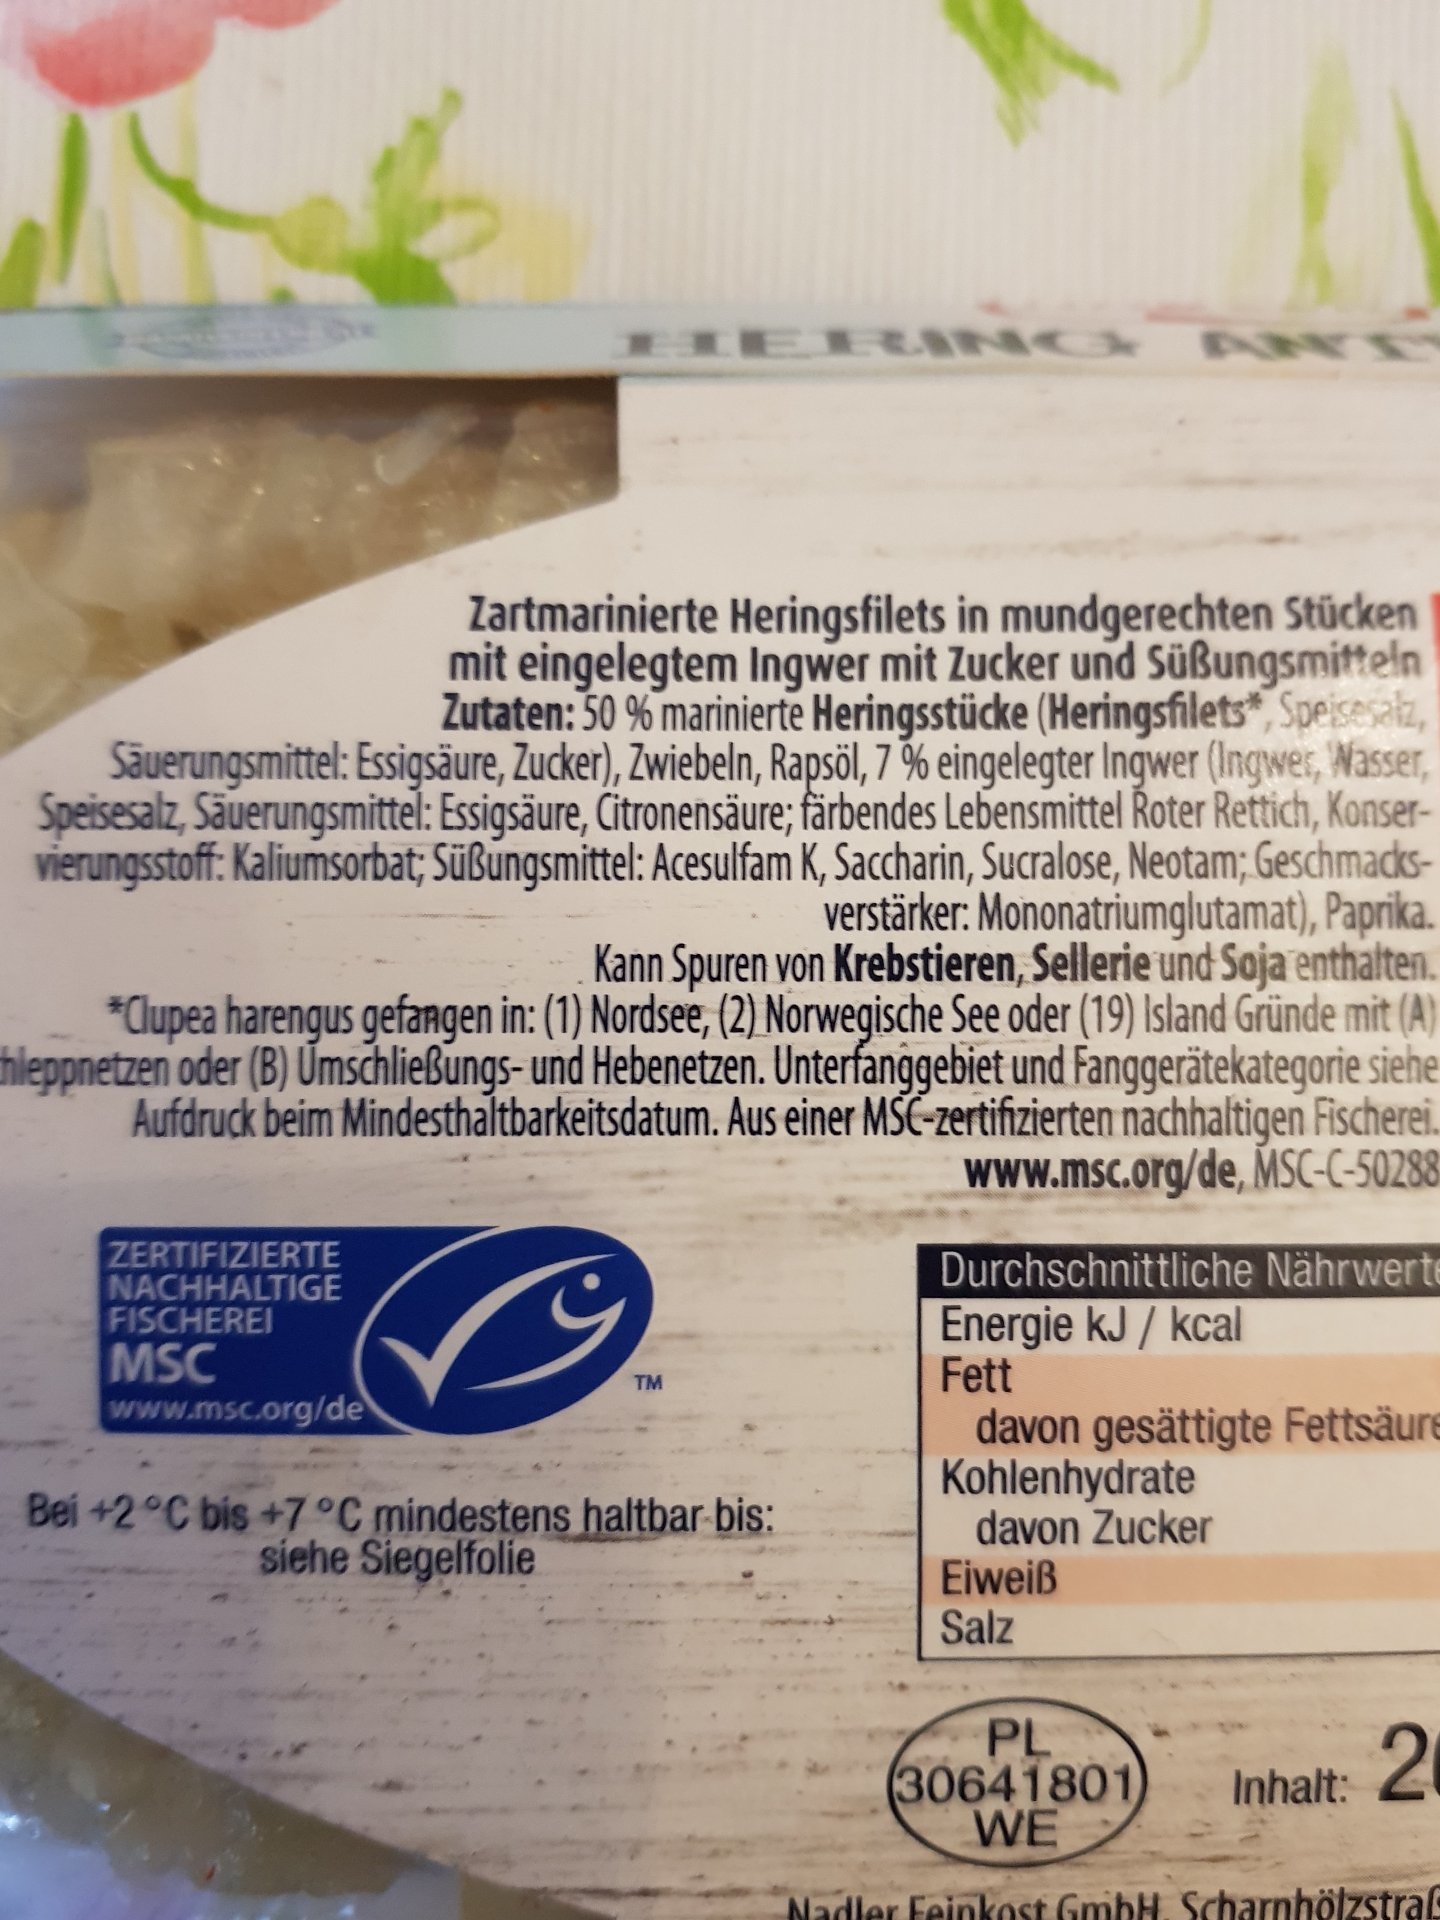 HERING ANT
Zartmarinierte Heringsfilets in mundgerechten Stücken
mit eingelegtem Ingwer mit Zucker und Süßungsmitteln
Zutaten: 50 % marinierte Heringsstücke (Heringsfilets*, Speisesalz,
Säuerungsmittel: Essigsäure, Zucker), Zwiebeln, Rapsöl, 7 % eingelegter Ingwer (Ingwer, Wasser,
Speisesalz, Säuerungsmittel: Essigsäure, Citronensäure; färbendes Lebensmittel Roter Rettich, Konser-
vierungsstoff: Kaliumsorbat; Süßungsmittel: Acesulfam K, Saccharin, Sucralose, Neotam; Geschmacks-
verstärker: Mononatriumglutamat), Paprika.
Kann Spuren von Krebstieren, Sellerie und Soja enthalten.
*Clupea harengus gefangen in: (1) Nordsee, (2) Norwegische See oder (19) Island Gründe mit (A)
hleppnetzen oder (B) Umschließungs- und Hebenetzen. Unterfanggebiet und Fanggerätekategorie siehe
Aufdruck beim Mindesthaltbarkeitsdatum. Aus einer MSC-zertifizierten nachhaltigen Fischerei.
www.msc.org/de, MSC-C-50288
ZERTIFIZIERTE
NACHHALTIGE
FISCHEREI
MSC
www.msc.org/de
TM
Bei +2 °C bis +7 °C mindestens haltbar bis:
siehe Siegelfolie
Durchschnittliche Nährwerte
Energie kJ / kcal
Fett
davon gesättigte Fettsäure
Kohlenhydrate
davon Zucker
Eiweiß
Salz
PL
30641801
WE
Inhalt: 20
Nadler Feinkost GmbH, Scharnhölzstraß